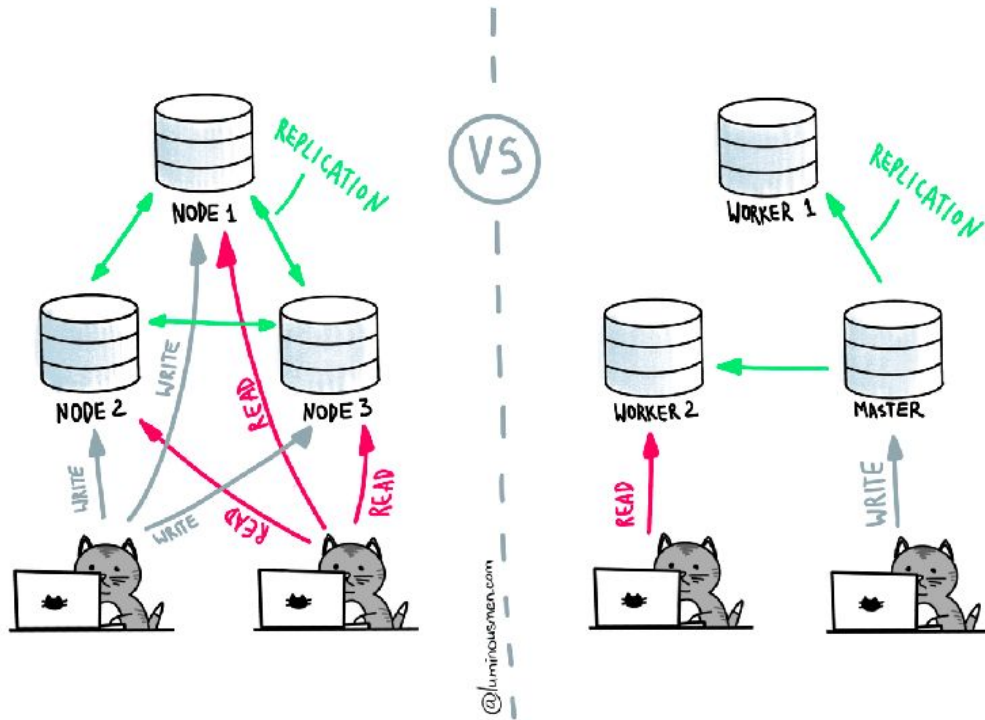 NODE 1
REPLICATION
NODE 2
NODE 3
WRITE
WRITE
WRITE
READ
READ
READ
VS
@luminousmen.com
WORKER 1
REPLICATION
WORKER 2
MASTER
READ
WRITE